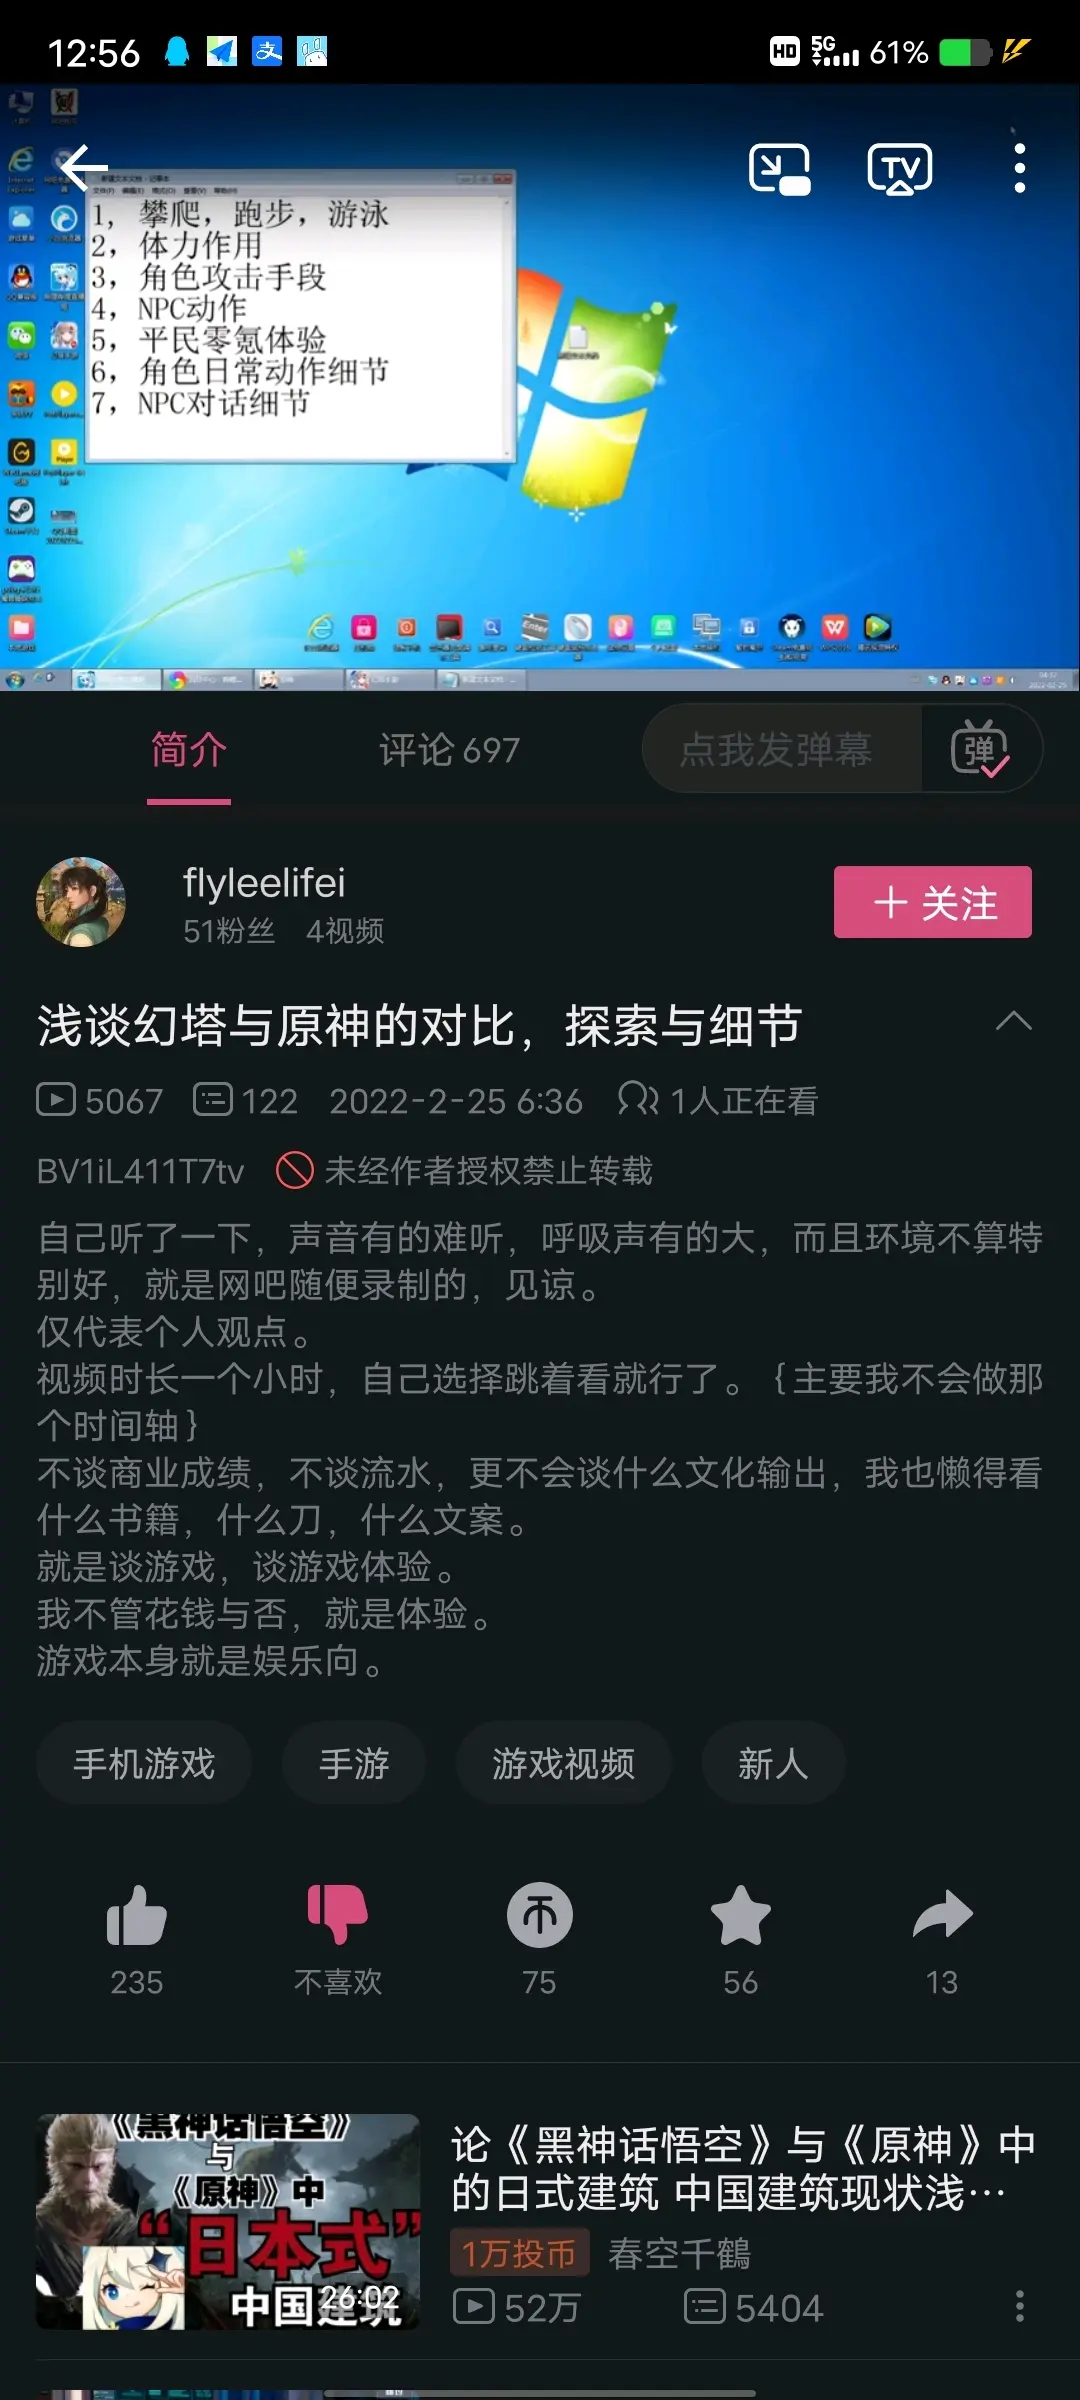 12:56
HD 5G 61%
1, 攀爬，跑步，游泳
2, 体力作用
3, 角色攻击手段
4, NPC动作
5, 平民零氪体验
6, 角色日常动作细节
7, NPC对话细节
简介
评论 697
点我发弹幕
弹
flyleelifei
51粉丝 4视频
＋关注
浅谈幻塔与原神的对比，探索与细节
5067 122 2022-2-25 6:36 1人正在看
BV1iL411T7tv 未经作者授权禁止转载
自己听了一下，声音有的难听，呼吸声有的大，而且环境不算特
别好，就是网吧随便录制的，见谅。
仅代表个人观点。
视频时长一个小时，自己选择跳着看就行了。｛主要我不会做那
个时间轴｝
不谈商业成绩，不谈流水，更不会谈什么文化输出，我也懒得看
什么书籍，什么刀，什么文案。
就是谈游戏，谈游戏体验。
我不管花钱与否，就是体验。
游戏本身就是娱乐向。
手机游戏 手游 游戏视频 新人
235 不喜欢 75 56 13
《黑神话悟空》
与
《原神》中
“日本式”
中国建筑
26:02
论《黑神话悟空》与《原神》中
的日式建筑 中国建筑现状浅…
1万投币 春空千鶴
52万 5404